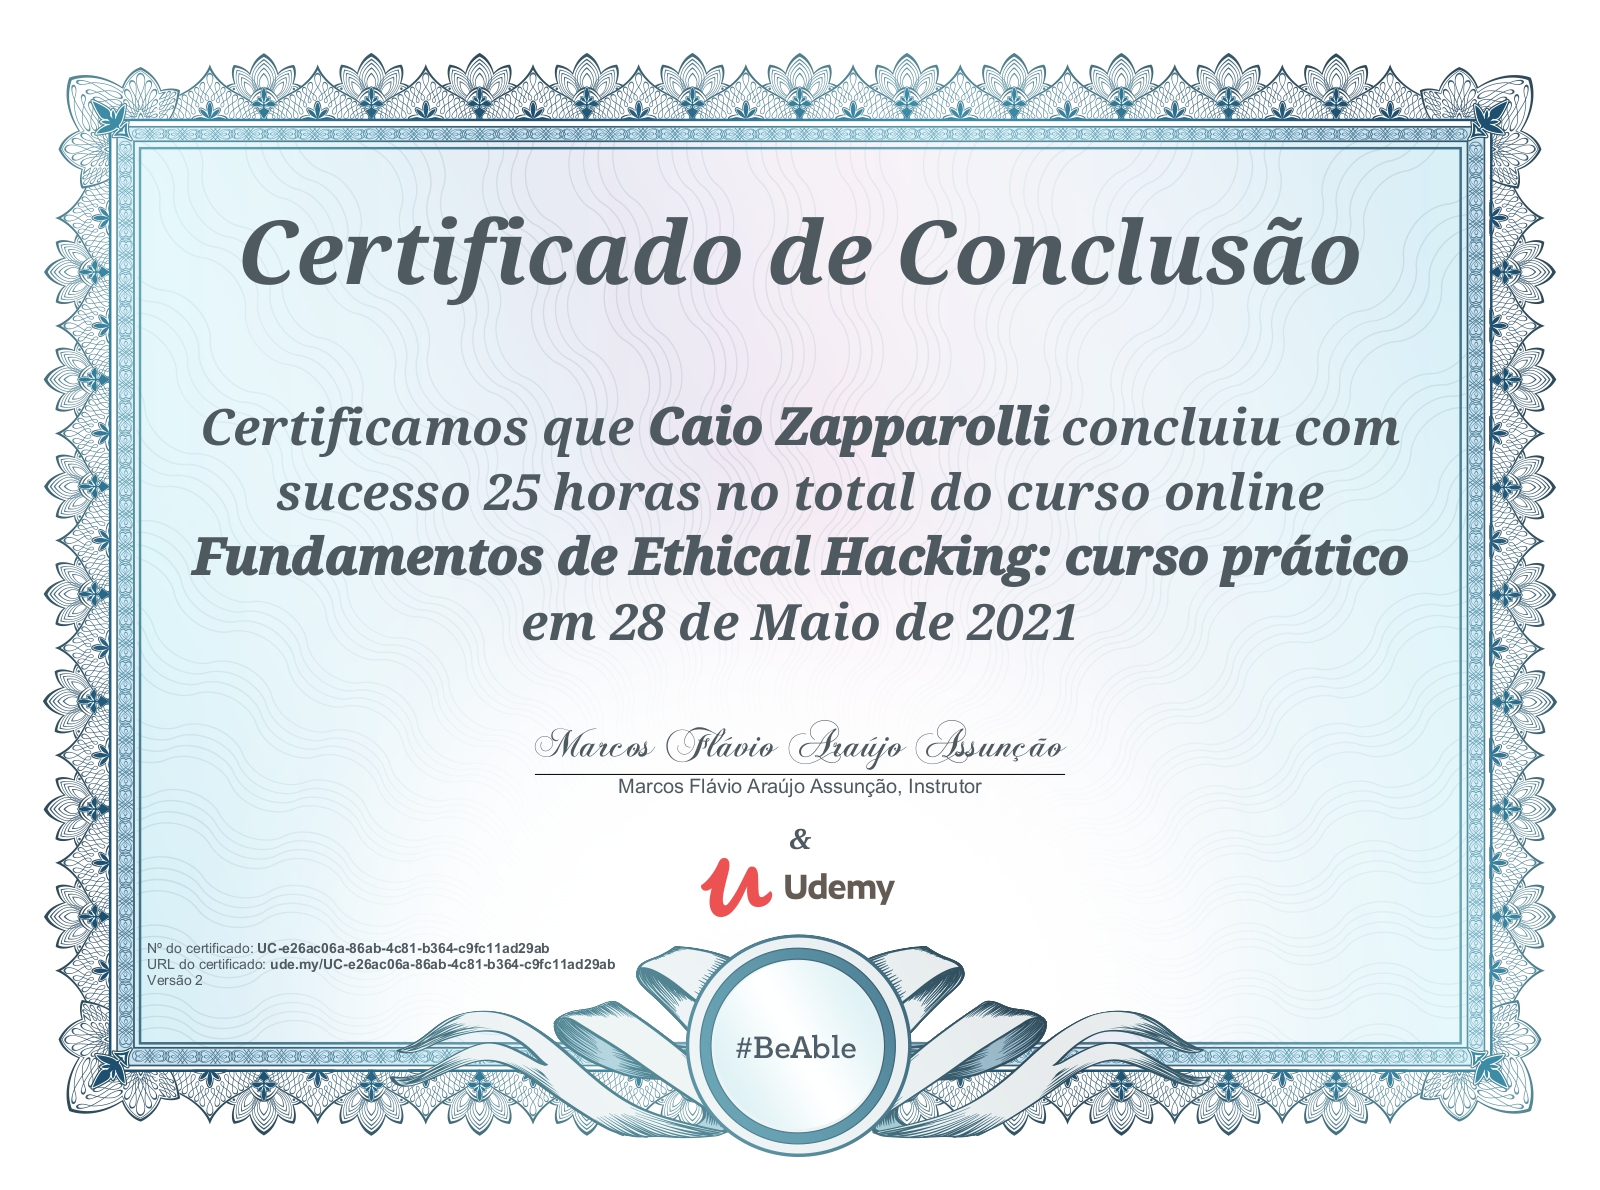 Certificado de Conclusão
Certificamos que Caio Zapparolli concluiu com
sucesso 25 horas no total do curso online
Fundamentos de Ethical Hacking: curso prático
em 28 de Maio de 2021
Marcos Flávio Araújo Assunção
Marcos Flávio Araújo Assunção, Instrutor
&
Udemy
Nº do certificado: UC-e26ac06a-86ab-4c81-b364-c9fc11ad29ab
URL do certificado: ude.my/UC-e26ac06a-86ab-4c81-b364-c9fc11ad29ab
Versão 2
#BeAble